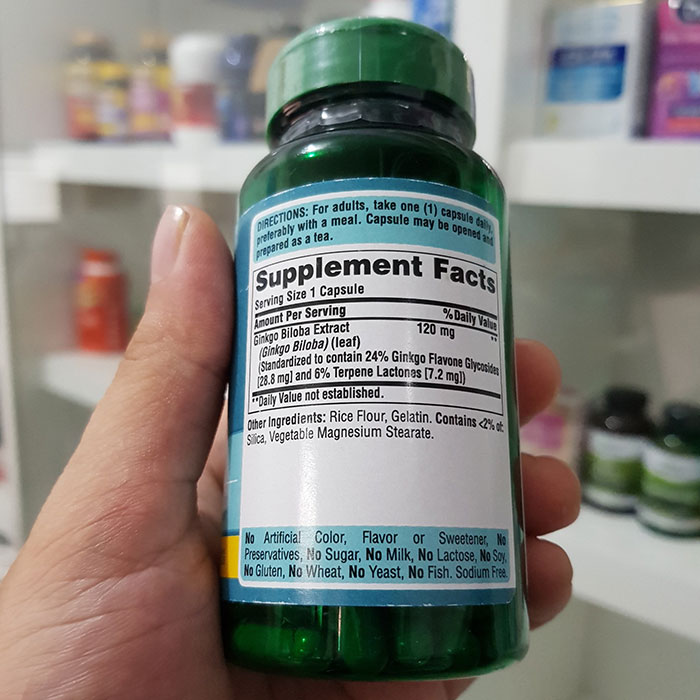 DIRECTIONS: For adults, take one (1) capsule daily,
preferably with a meal. Capsule may be opened and
prepared as a tea.
Supplement Facts
Serving Size 1 Capsule
Amount Per Serving %Daily Value
Ginkgo Biloba Extract 120 mg **
(Ginkgo Biloba) (leaf)
(Standardized to contain 24% Ginkgo Flavone Glycosides
[28.8 mg] and 6% Terpene Lactones [7.2 mg])
**Daily Value not established.
Other Ingredients: Rice Flour, Gelatin. Contains <2% of:
Silica, Vegetable Magnesium Stearate.
No Artificial Color, Flavor or Sweetener, No
Preservatives, No Sugar, No Milk, No Lactose, No Soy,
No Gluten, No Wheat, No Yeast, No Fish. Sodium Free.